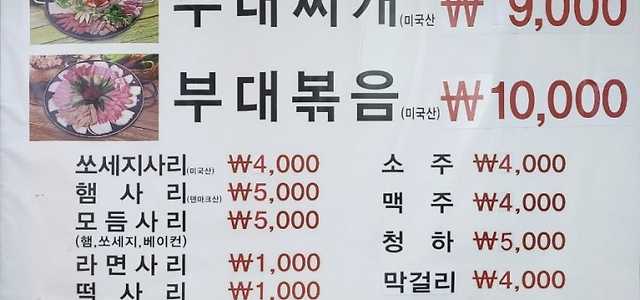 부대찌개(미국산 ₩ 9,000
부대볶음(미국산) ₩10,000
쏘세지사리(미국산) ₩4,000
햄 사 리(덴마크산) ₩5,000
모듬사리 ₩5,000
(햄,쏘세지,베이컨)
라면사리 ₩1,000
떡 사 리 ₩1,000
소 주 ₩4,000
맥 주 ₩4,000
청 하 ₩5,000
막걸리 ₩4,000